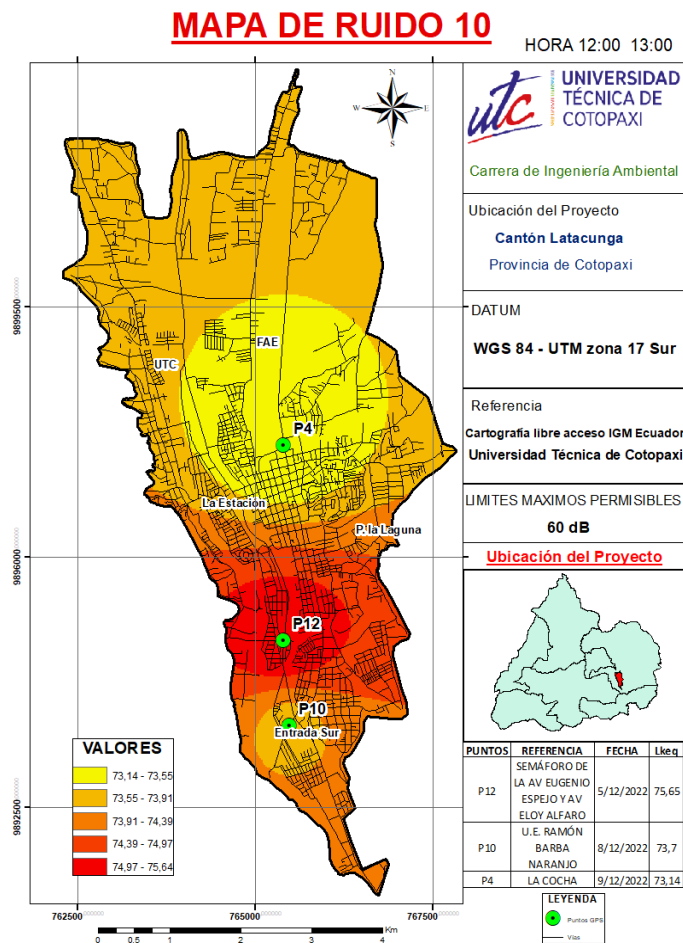 MAPA DE RUIDO 10
HORA 12:00 13:00
N
W
E
S
utc
UNIVERSIDAD
TÉCNICA DE
COTOPAXI
Carrera de Ingeniería Ambiental
Ubicación del Proyecto
Cantón Latacunga
Provincia de Cotopaxi
DATUM
WGS 84 - UTM zona 17 Sur
Referencia
Cartografía libre acceso IGM Ecuador
Universidad Técnica de Cotopaxi
LIMITES MAXIMOS PERMISIBLES
60 dB
Ubicación del Proyecto
PUNTOS REFERENCIA FECHA Lkeq
P12 SEMÁFORO DE LA AV EUGENIO ESPEJO Y AV ELOY ALFARO 5/12/2022 75,65
P10 U.E. RAMÓN BARBA NARANJO 8/12/2022 73,7
P4 LA COCHA 9/12/2022 73,14
LEYENDA
Puntos GPS
Vias
FAE
UTC
P4
La Estación
P. la Laguna
P12
P10
Entrada Sur
VALORES
73,14 - 73,55
73,55 - 73,91
73,91 - 74,39
74,39 - 74,97
74,97 - 75,64
9899500,000000
9896000,000000
9892500,000000
762500,000000
765000,000000
767500,000000
0 0.5 1 2 3 4
Km